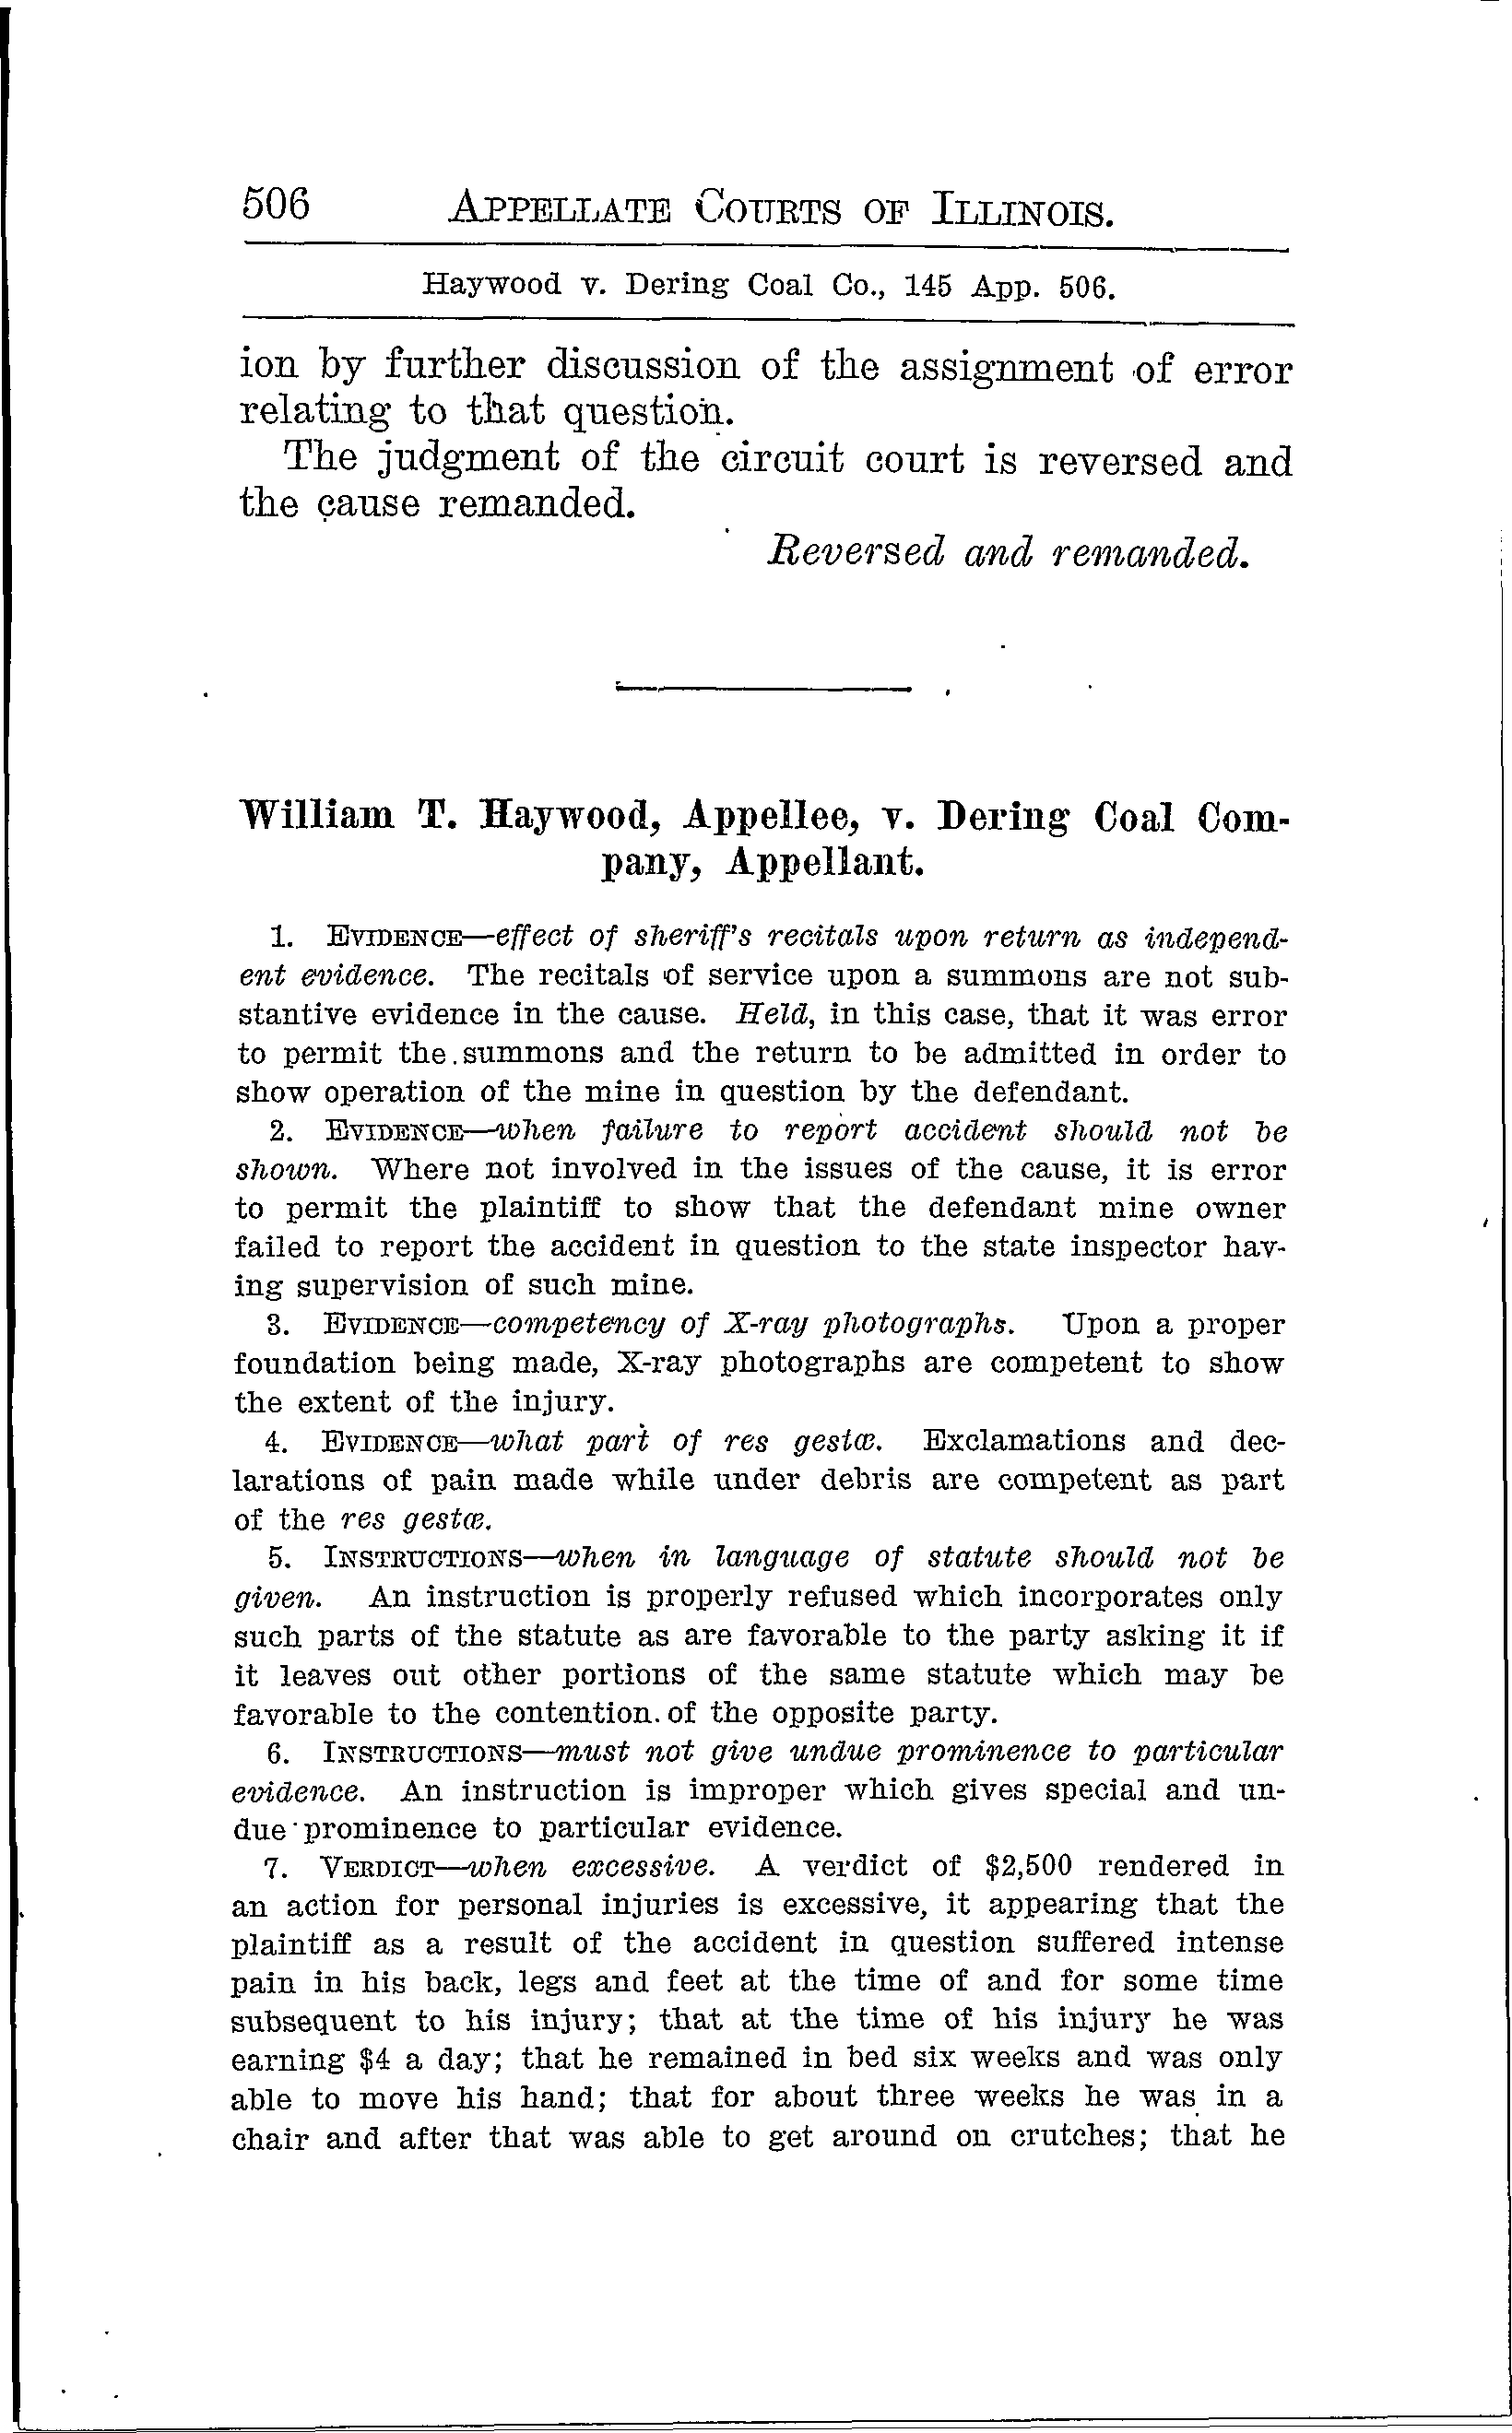 506 APPELLATE COURTS OF ILLINOIS.
Haywood v. Dering Coal Co., 145 App. 506.
ion by further discussion of the assignment of error
relating to that question.
The judgment of the circuit court is reversed and
the cause remanded.
Reversed and remanded.
William T. Haywood, Appellee, v. Dering Coal Com-
pany, Appellant.
1. EVIDENCE—effect of sheriff's recitals upon return as independ-
ent evidence. The recitals of service upon a summons are not sub-
stantive evidence in the cause. Held, in this case, that it was error
to permit the summons and the return to be admitted in order to
show operation of the mine in question by the defendant.
2. EVIDENCE—when failure to report accident should not be
shown. Where not involved in the issues of the cause, it is error
to permit the plaintiff to show that the defendant mine owner
failed to report the accident in question to the state inspector hav-
ing supervision of such mine.
3. EVIDENCE—competency of X-ray photographs. Upon a proper
foundation being made, X-ray photographs are competent to show
the extent of the injury.
4. EVIDENCE—what part of res gestæ. Exclamations and dec-
larations of pain made while under debris are competent as part
of the res gestæ.
5. INSTRUCTIONS—when in language of statute should not be
given. An instruction is properly refused which incorporates only
such parts of the statute as are favorable to the party asking it if
it leaves out other portions of the same statute which may be
favorable to the contention of the opposite party.
6. INSTRUCTIONS—must not give undue prominence to particular
evidence. An instruction is improper which gives special and un-
due prominence to particular evidence.
7. VERDICT—when excessive. A verdict of $2,500 rendered in
an action for personal injuries is excessive, it appearing that the
plaintiff as a result of the accident in question suffered intense
pain in his back, legs and feet at the time of and for some time
subsequent to his injury; that at the time of his injury he was
earning $4 a day; that he remained in bed six weeks and was only
able to move his hand; that for about three weeks he was in a
chair and after that was able to get around on crutches; that he